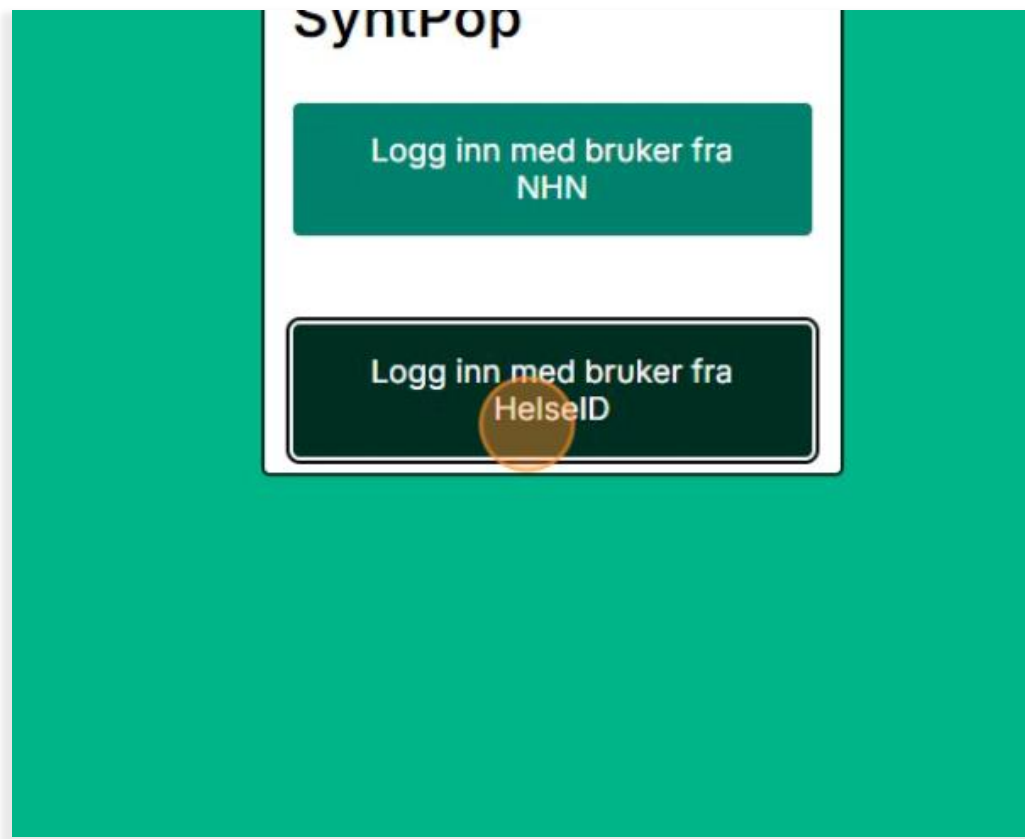 SyntPop
Logg inn med bruker fra
NHN
Logg inn med bruker fra
HelseID